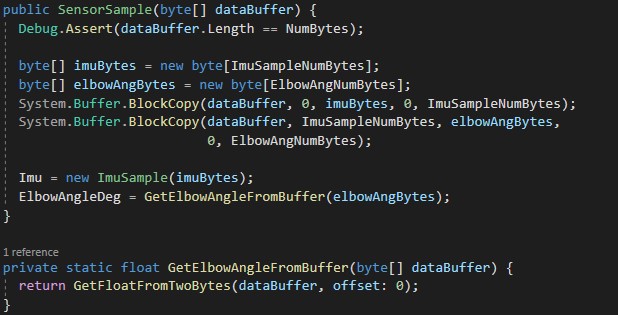 public SensorSample(byte[] dataBuffer) {
Debug.Assert(dataBuffer.Length == NumBytes);
byte[] imuBytes = new byte[ImuSampleNumBytes];
byte[] elbowAngBytes = new byte[ElbowAngNumBytes];
System.Buffer.BlockCopy(dataBuffer, 0, imuBytes, 0, ImuSampleNumBytes);
System.Buffer.BlockCopy(dataBuffer, ImuSampleNumBytes, elbowAngBytes,
0, ElbowAngNumBytes);
Imu = new ImuSample(imuBytes);
ElbowAngleDeg = GetElbowAngleFromBuffer(elbowAngBytes);
}
1 reference
private static float GetElbowAngleFromBuffer(byte[] dataBuffer) {
return GetFloatFromTwoBytes(dataBuffer, offset: 0);
}